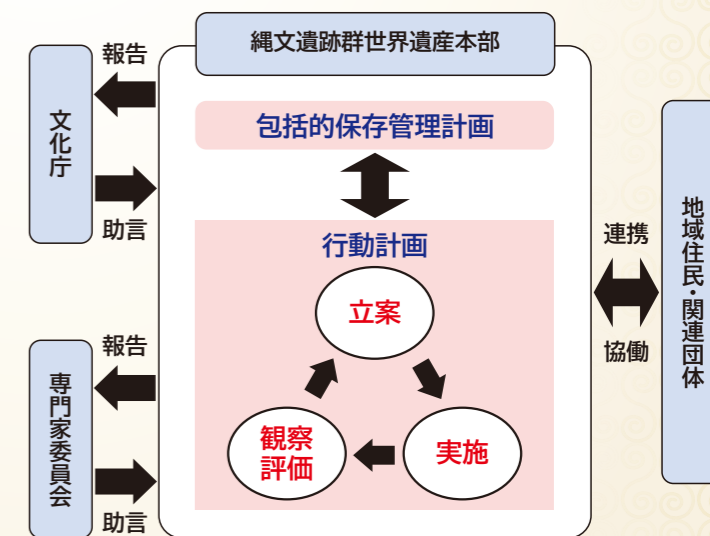 縄文遺跡群世界遺産本部
報告
文化庁
助言
包括的保存管理計画
行動計画
立案
実施
観察
評価
報告
専門家委員会
助言
連携
協働
地域住民・関連団体